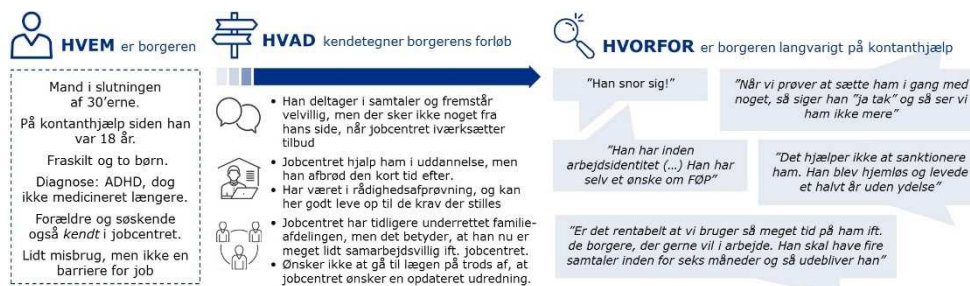 HVEM er borgeren
Mand i slutningen
af 30'erne.
På kontanthjælp siden han
var 18 år.
Fraskilt og to børn.
Diagnose: ADHD, dog
ikke medicineret længere.
Forældre og søskende
også kendt i jobcentret.
Lidt misbrug, men ikke en
barriere for job
HVAD kendetegner borgerens forløb
• Han deltager i samtaler og fremstår
velvillig, men der sker ikke noget fra
hans side, når jobcentret iværksætter
tilbud
• Jobcentret hjalp ham i uddannelse, men
han afbrød den kort tid efter.
• Har været i rådighedsafprøvning, og kan
her godt leve op til de krav der stilles
• Jobcentret har tidligere underrettet familie-
afdelingen, men det betyder, at han nu er
meget lidt samarbejdsvillig ift. jobcentret.
• Ønsker ikke at gå til lægen på trods af, at
jobcentret ønsker en opdateret udredning.
HVORFOR er borgeren langvarigt på kontanthjælp
"Han snor sig!"
"Når vi prøver at sætte ham i gang med
noget, så siger han "ja tak" og så ser vi
ham ikke mere"
"Han har inden
arbejdsidentitet (...) Han har
selv et ønske om FØP"
"Det hjælper ikke at sanktionere
ham. Han blev hjemløs og levede
et halvt år uden ydelse"
"Er det rentabelt at vi bruger så meget tid på ham ift.
de borgere, der gerne vil i arbejde. Han skal have fire
samtaler inden for seks måneder og så udebliver han"